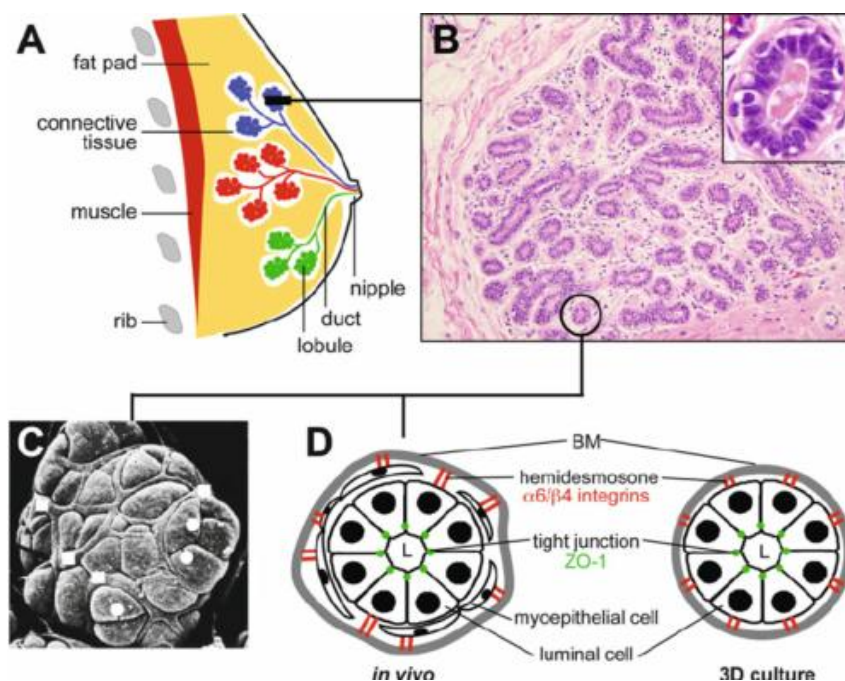 A
fat pad
connective
tissue
muscle
rib
nipple
duct
lobule
B
C
D
BM
hemidesmosone
α6/β4 integrins
tight junction
ZO-1
L
L
mycepithelial cell
luminal cell
in vivo
3D culture